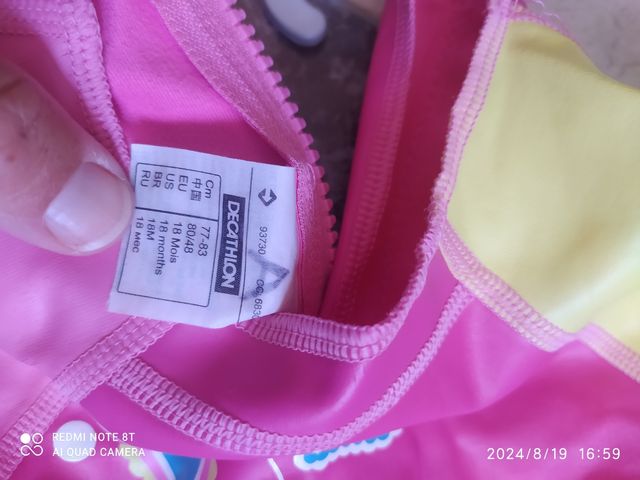 Cm 77-83
中国 80/48
EU 18 Mois
US 18 months
BR 18M
RU 18 мес
DECATHLON
93730
REDMI NOTE 8T
AI QUAD CAMERA
2024/8/19 16:59